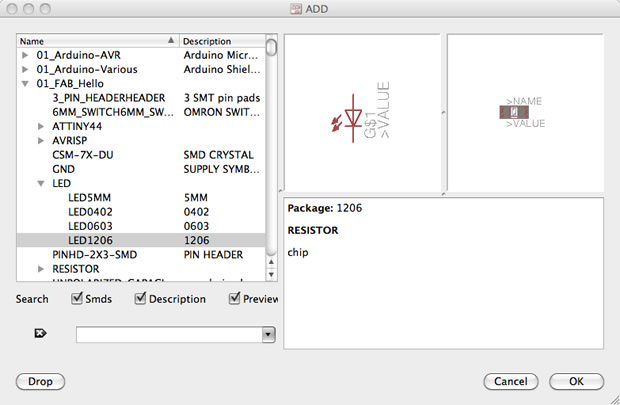 ADD
Name Description
01_Arduino-AVR Arduino Micr...
01_Arduino-Various Arduino Shiel...
01_FAB_Hello
3_PIN_HEADERHEADER 3 SMT pin pads
6MM_SWITCH6MM_SW... OMRON SWIT...
ATTINY44
AVRISP
CSM-7X-DU SMD CRYSTAL
GND SUPPLY SYMB...
LED
LED5MM 5MM
LED0402 0402
LED0603 0603
LED1206 1206
PINHD-2X3-SMD PIN HEADER
RESISTOR
G$1
>VALUE
>NAME
>VALUE
Package: 1206
RESISTOR
chip
Search Smds Description Preview
Drop Cancel OK